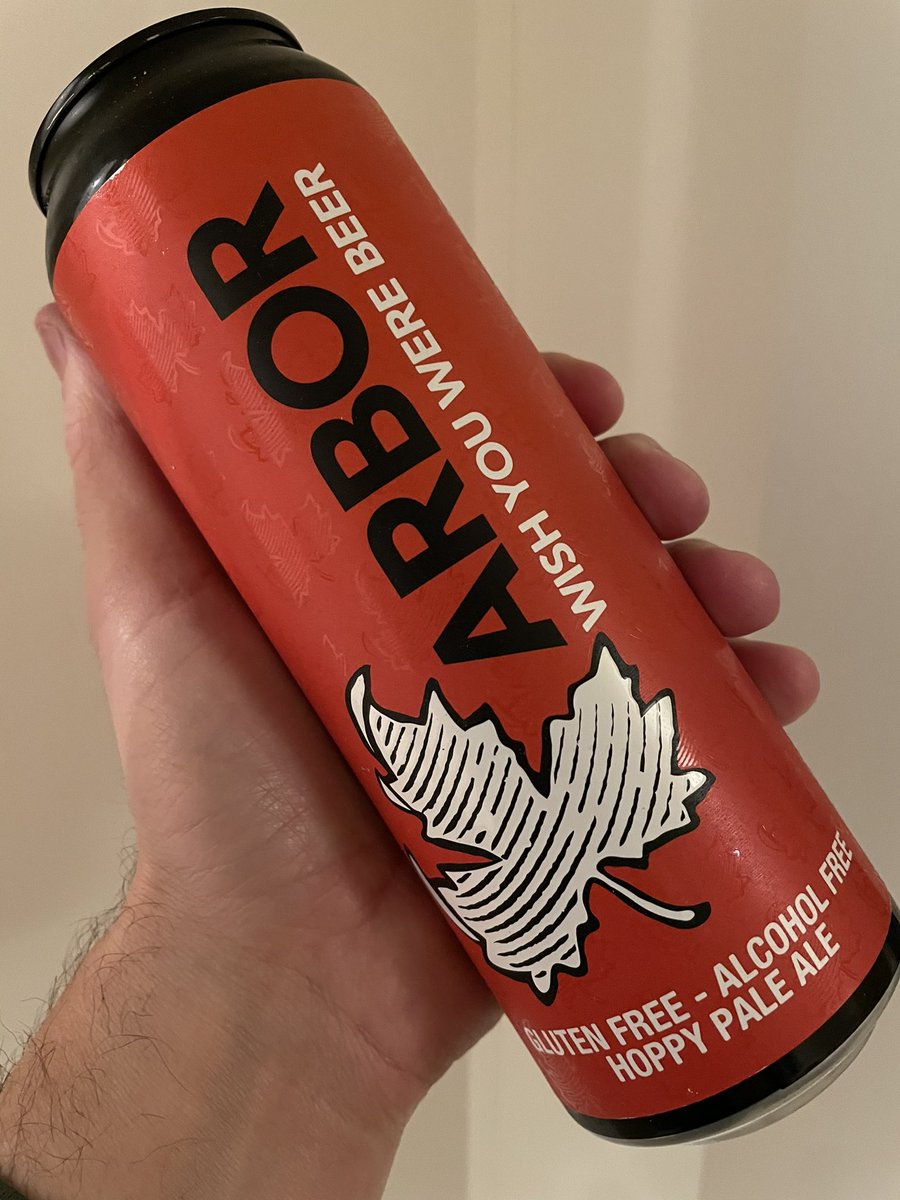 ARBOR
WISH YOU WERE BEER
GLUTEN FREE - ALCOHOL FREE
HOPPY PALE ALE